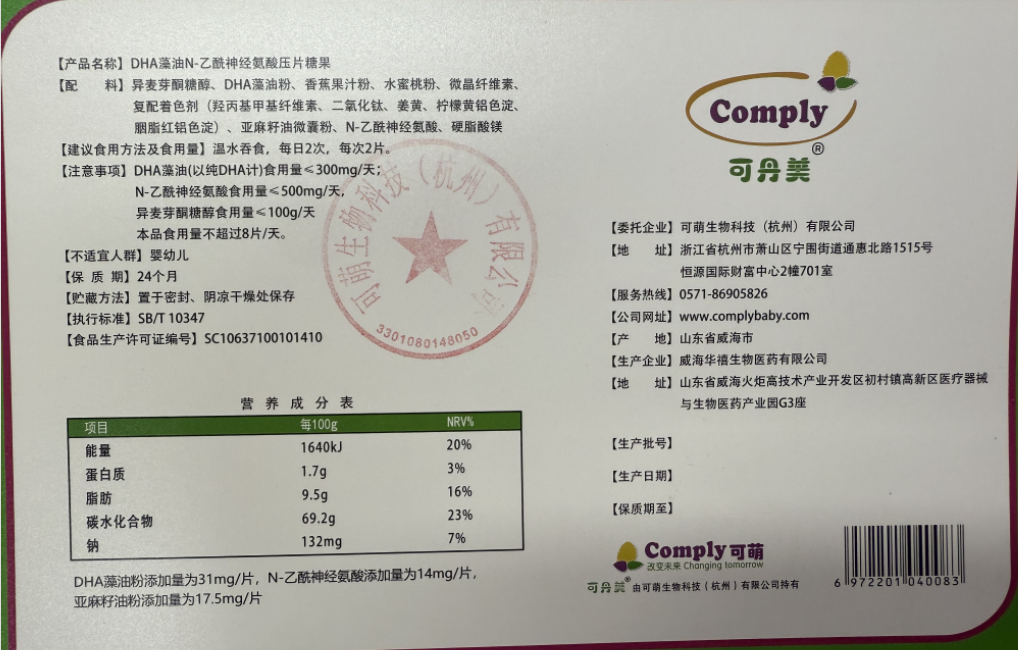 【产品名称】DHA藻油N-乙酰神经氨酸压片糖果
【配 料】异麦芽酮糖醇、DHA藻油粉、香蕉果汁粉、水蜜桃粉、微晶纤维素、
复配着色剂（羟丙基甲基纤维素、二氧化钛、姜黄、柠檬黄铝色淀、
胭脂红铝色淀）、亚麻籽油微囊粉、N-乙酰神经氨酸、硬脂酸镁
【建议食用方法及食用量】温水吞食，每日2次，每次2片。
【注意事项】DHA藻油(以纯DHA计)食用量≤300mg/天；
N-乙酰神经氨酸食用量≤500mg/天，
异麦芽酮糖醇食用量≤100g/天
本品食用量不超过8片/天。
【不适宜人群】婴幼儿
【保 质 期】24个月
【贮藏方法】置于密封、阴凉干燥处保存
【执行标准】SB/T 10347
【食品生产许可证编号】SC10637100101410
可萌生物科技（杭州）有限公司
3301080148050
营 养 成 分 表
项目 每100g NRV%
能量 1640kJ 20%
蛋白质 1.7g 3%
脂肪 9.5g 16%
碳水化合物 69.2g 23%
钠 132mg 7%
DHA藻油粉添加量为31mg/片，N-乙酰神经氨酸添加量为14mg/片，
亚麻籽油粉添加量为17.5mg/片
Comply
®
可丹美
【委托企业】可萌生物科技（杭州）有限公司
【地 址】浙江省杭州市萧山区宁围街道通惠北路1515号
恒源国际财富中心2幢701室
【服务热线】0571-86905826
【公司网址】www.complybaby.com
【产 地】山东省威海市
【生产企业】威海华禧生物医药有限公司
【地 址】山东省威海火炬高技术产业开发区初村镇高新区医疗器械
与生物医药产业园G3座
【生产批号】
【生产日期】
【保质期至】
Comply可萌
改变未来 Changing tomorrow
可丹美® 由可萌生物科技（杭州）有限公司持有
6 972201 040083